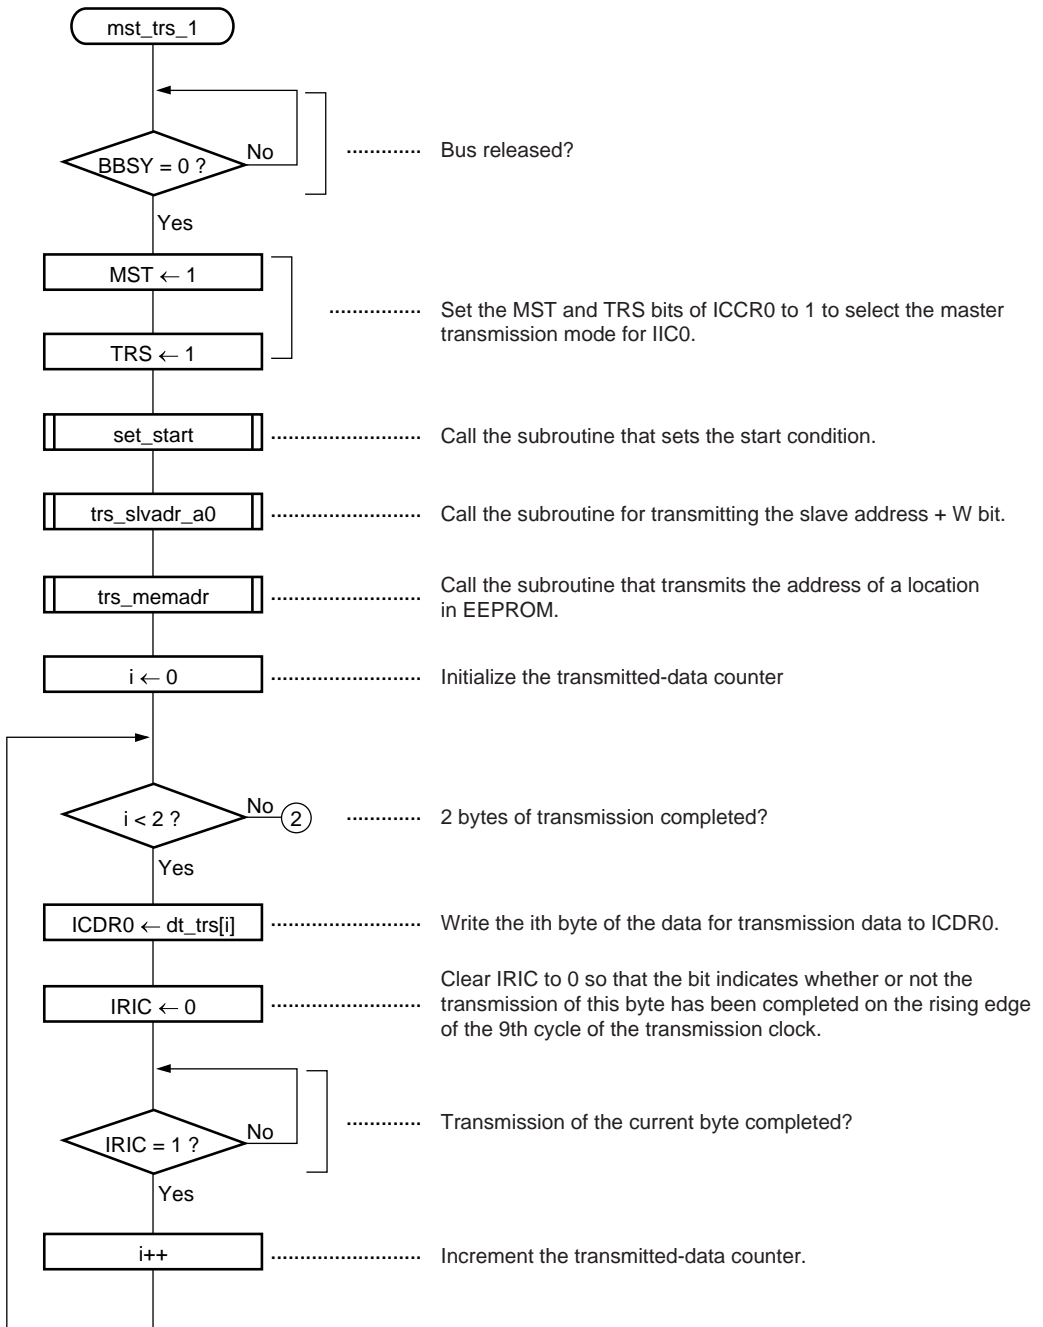 mst_trs_1
BBSY = 0 ?
No
Bus released?
Yes
MST ← 1
TRS ← 1
Set the MST and TRS bits of ICCR0 to 1 to select the master
transmission mode for IIC0.
set_start
Call the subroutine that sets the start condition.
trs_slvadr_a0
Call the subroutine for transmitting the slave address + W bit.
trs_memadr
Call the subroutine that transmits the address of a location
in EEPROM.
i ← 0
Initialize the transmitted-data counter
i < 2 ?
No
2
2 bytes of transmission completed?
Yes
ICDR0 ← dt_trs[i]
Write the ith byte of the data for transmission data to ICDR0.
IRIC ← 0
Clear IRIC to 0 so that the bit indicates whether or not the
transmission of this byte has been completed on the rising edge
of the 9th cycle of the transmission clock.
IRIC = 1 ?
No
Transmission of the current byte completed?
Yes
i++
Increment the transmitted-data counter.